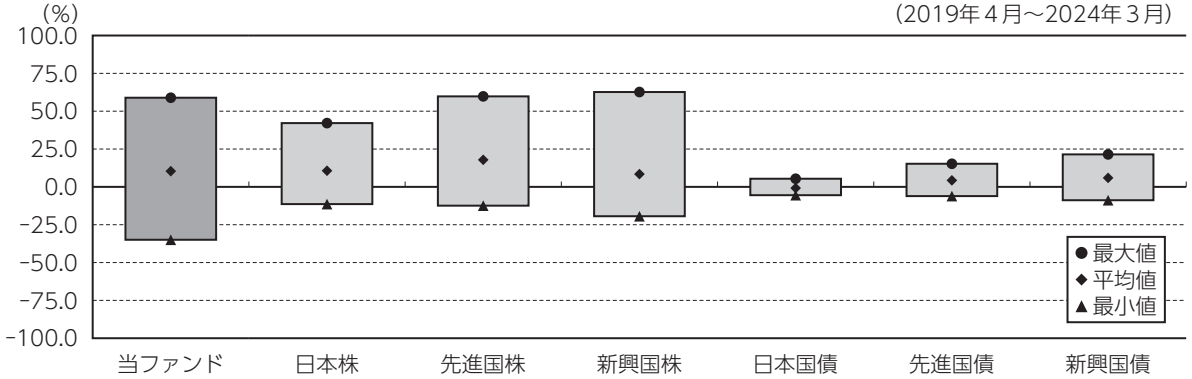 (%)
(2019年4月~2024年3月)
100.0
75.0
50.0
25.0
0.0
-25.0
-50.0
-75.0
-100.0
最大値
平均値
最小値
当ファンド 日本株 先進国株 新興国株 日本国債 先進国債 新興国債